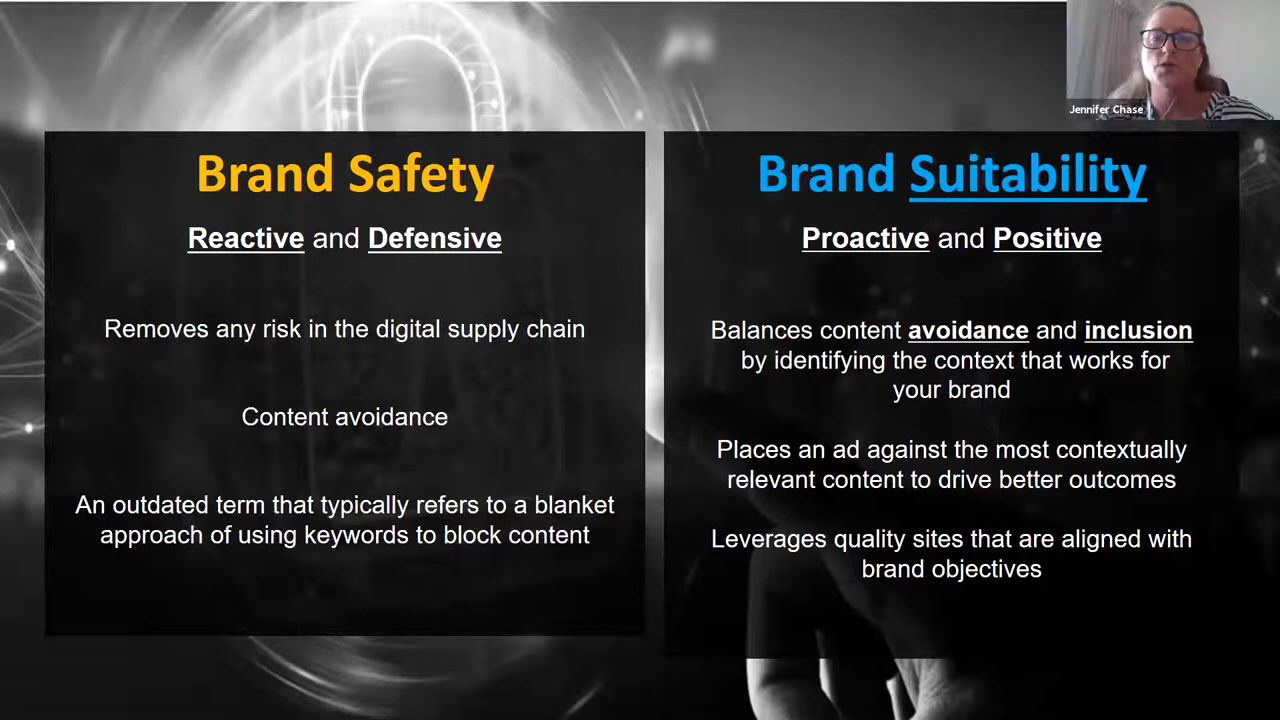 Jennifer Chase
Brand Safety
Reactive and Defensive
Removes any risk in the digital supply chain
Content avoidance
An outdated term that typically refers to a blanket
approach of using keywords to block content
Brand Suitability
Proactive and Positive
Balances content avoidance and inclusion
by identifying the context that works for
your brand
Places an ad against the most contextually
relevant content to drive better outcomes
Leverages quality sites that are aligned with
brand objectives